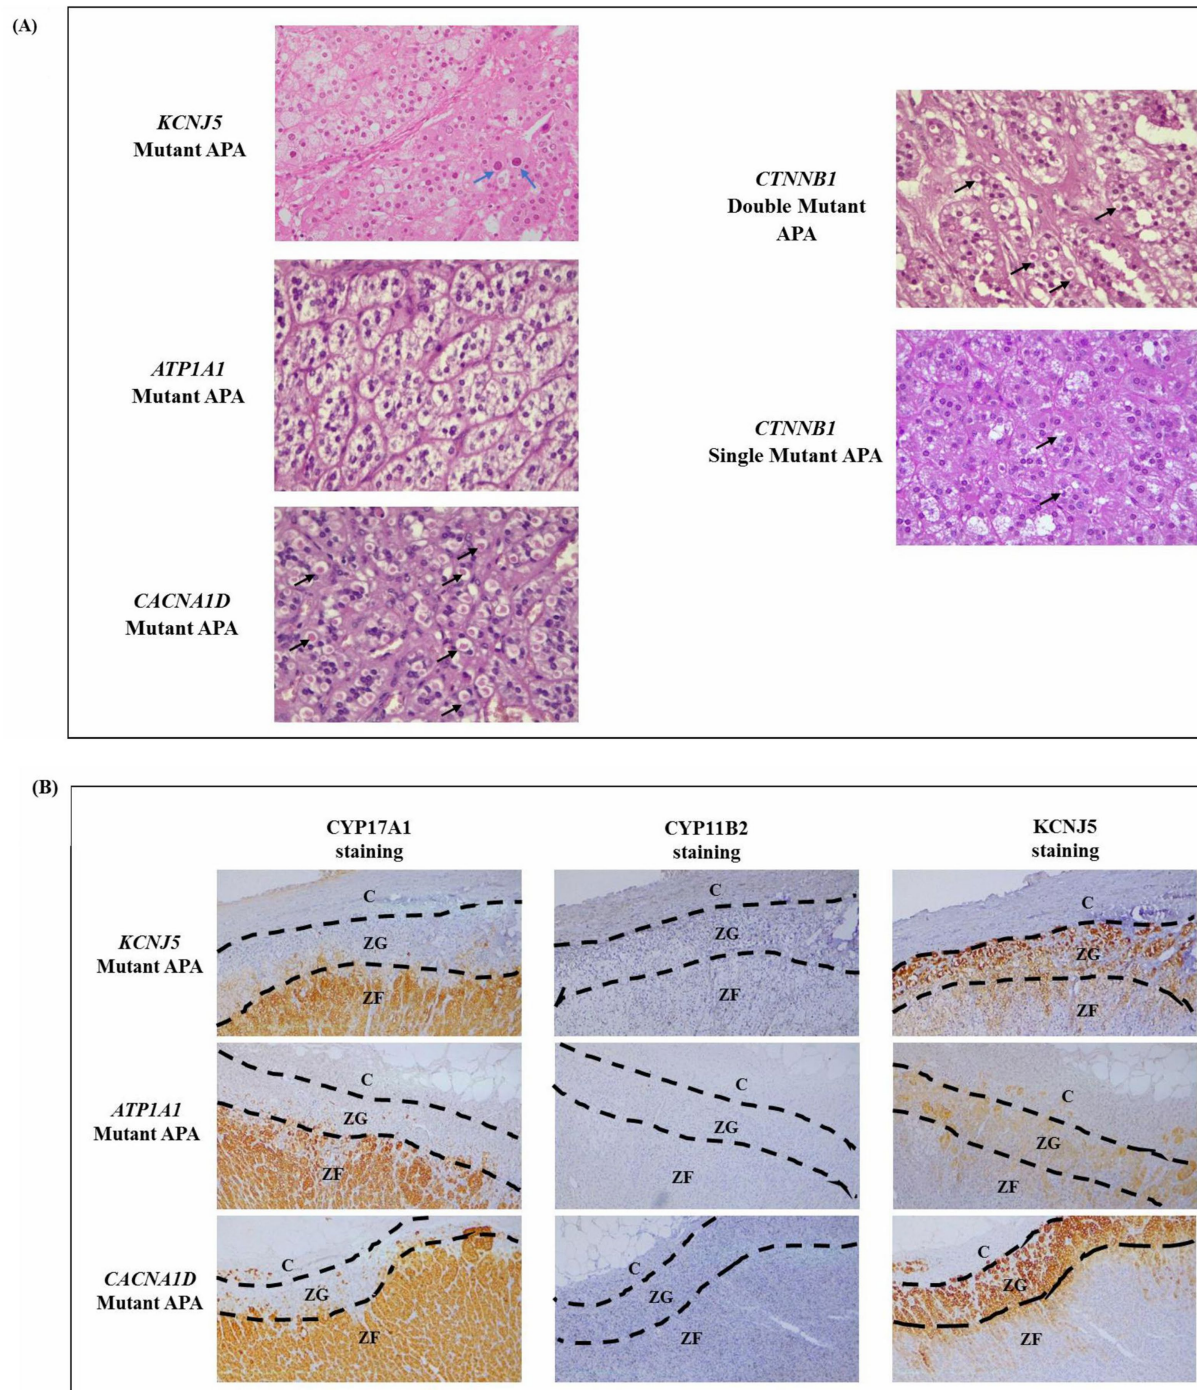 (A)
KCNJ5
Mutant APA
ATP1A1
Mutant APA
CACNA1D
Mutant APA
CTNNB1
Double Mutant
APA
CTNNB1
Single Mutant APA
(B)
CYP17A1
staining
CYP11B2
staining
KCNJ5
staining
KCNJ5
Mutant APA
C
ZG
ZF
C
ZG
ZF
C
ZG
ZF
ATP1A1
Mutant APA
C
ZG
ZF
C
ZG
ZF
C
ZG
ZF
CACNA1D
Mutant APA
C
ZG
ZF
C
ZG
ZF
C
ZG
ZF